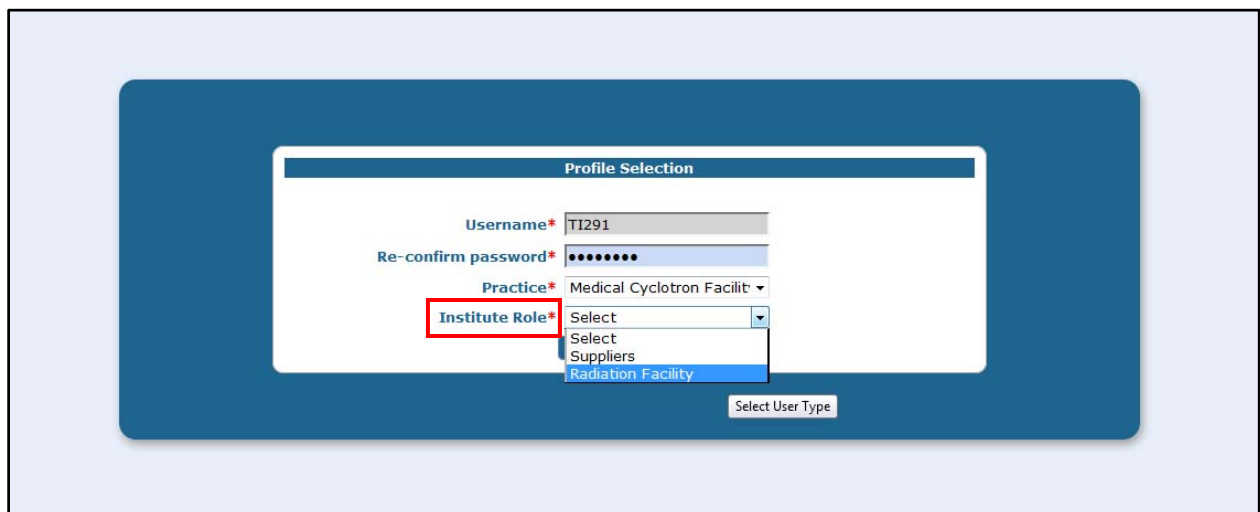 Profile Selection
Username* TI291
Re-confirm password* ••••••••
Practice* Medical Cyclotron Facilit
Institute Role* Select
Select
Suppliers
Radiation Facility
Select User Type